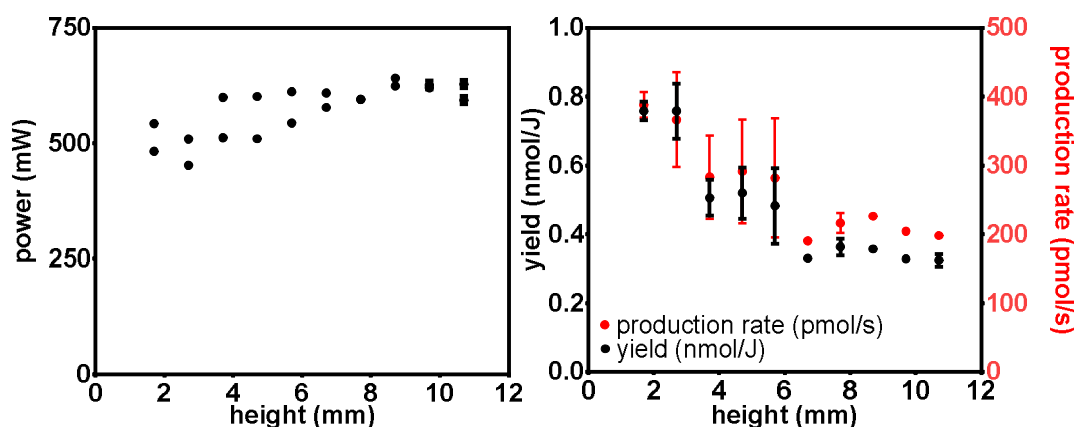 750
500
250
0
power (mW)
0 2 4 6 8 10 12
height (mm)
1.0
0.8
0.6
0.4
0.2
0.0
yield (nmol/J)
500
400
300
200
100
0
production rate (pmol/s)
production rate (pmol/s)
yield (nmol/J)
0 2 4 6 8 10 12
height (mm)